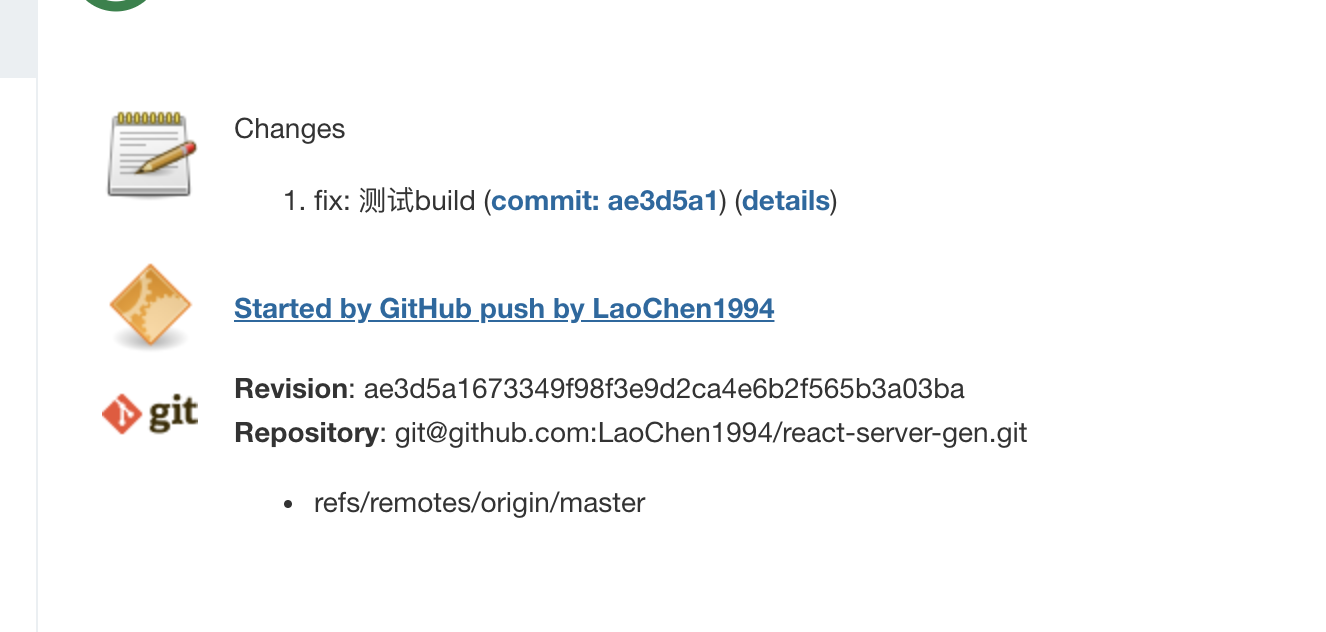 Changes
1. fix: 测试build (commit: ae3d5a1) (details)
Started by GitHub push by LaoChen1994
git
Revision: ae3d5a1673349f98f3e9d2ca4e6b2f565b3a03ba
Repository: git@github.com:LaoChen1994/react-server-gen.git
• refs/remotes/origin/master